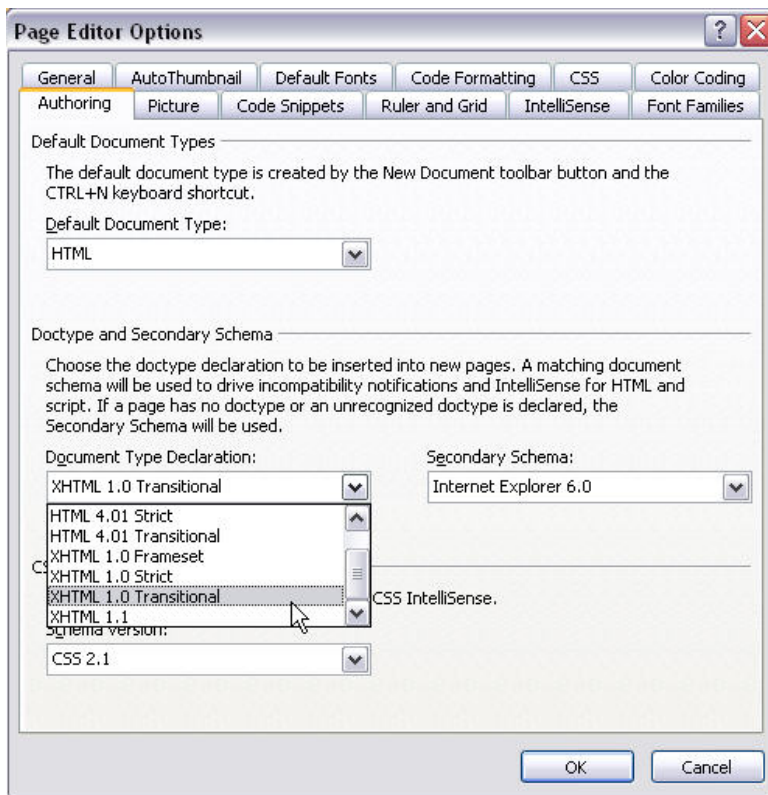 Page Editor Options
General AutoThumbnail Default Fonts Code Formatting CSS Color Coding
Authoring Picture Code Snippets Ruler and Grid IntelliSense Font Families
Default Document Types
The default document type is created by the New Document toolbar button and the
CTRL+N keyboard shortcut.
Default Document Type:
HTML
Doctype and Secondary Schema
Choose the doctype declaration to be inserted into new pages. A matching document
schema will be used to drive incompatibility notifications and IntelliSense for HTML and
script. If a page has no doctype or an unrecognized doctype is declared, the
Secondary Schema will be used.
Document Type Declaration: Secondary Schema:
XHTML 1.0 Transitional Internet Explorer 6.0
HTML 4.01 Strict
HTML 4.01 Transitional
XHTML 1.0 Frameset
XHTML 1.0 Strict
XHTML 1.0 Transitional
CSS IntelliSense.
XHTML 1.1
Schema version:
CSS 2.1
OK Cancel